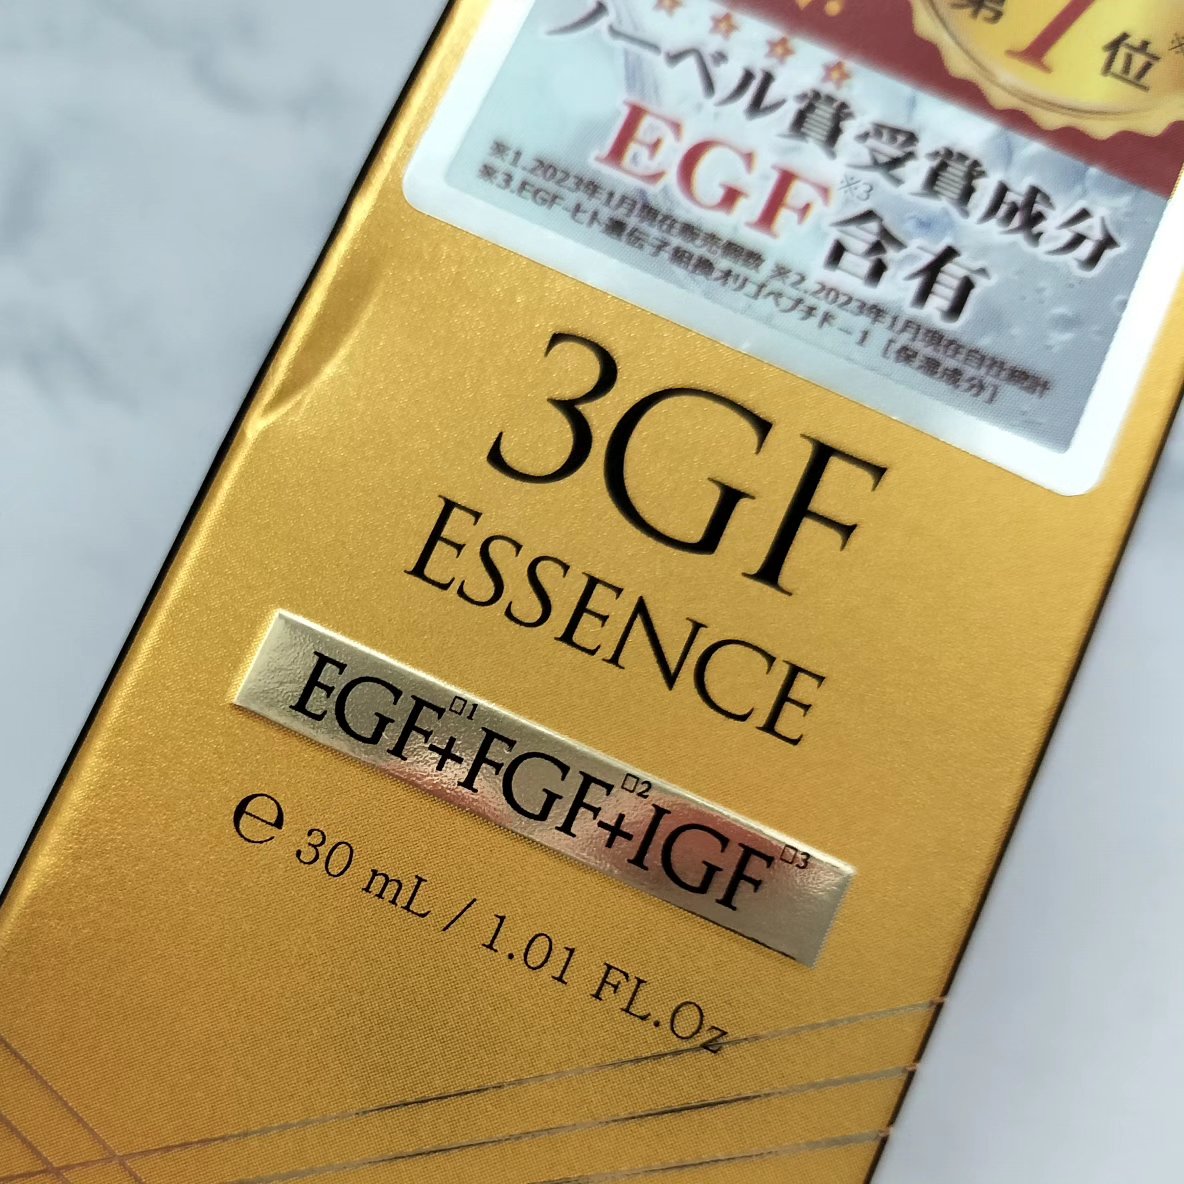 第1位※
ノーベル賞受賞成分
EGF※3含有
※1.2023年1月現在販売個数 ※2.2023年1月現在自社統計
※3.EGF-ヒト遺伝子組換オリゴペプチド-1 [保湿成分]
3GF
ESSENCE
EGF□1+FGF□2+IGF□3
℮ 30 mL / 1.01 FL.Oz